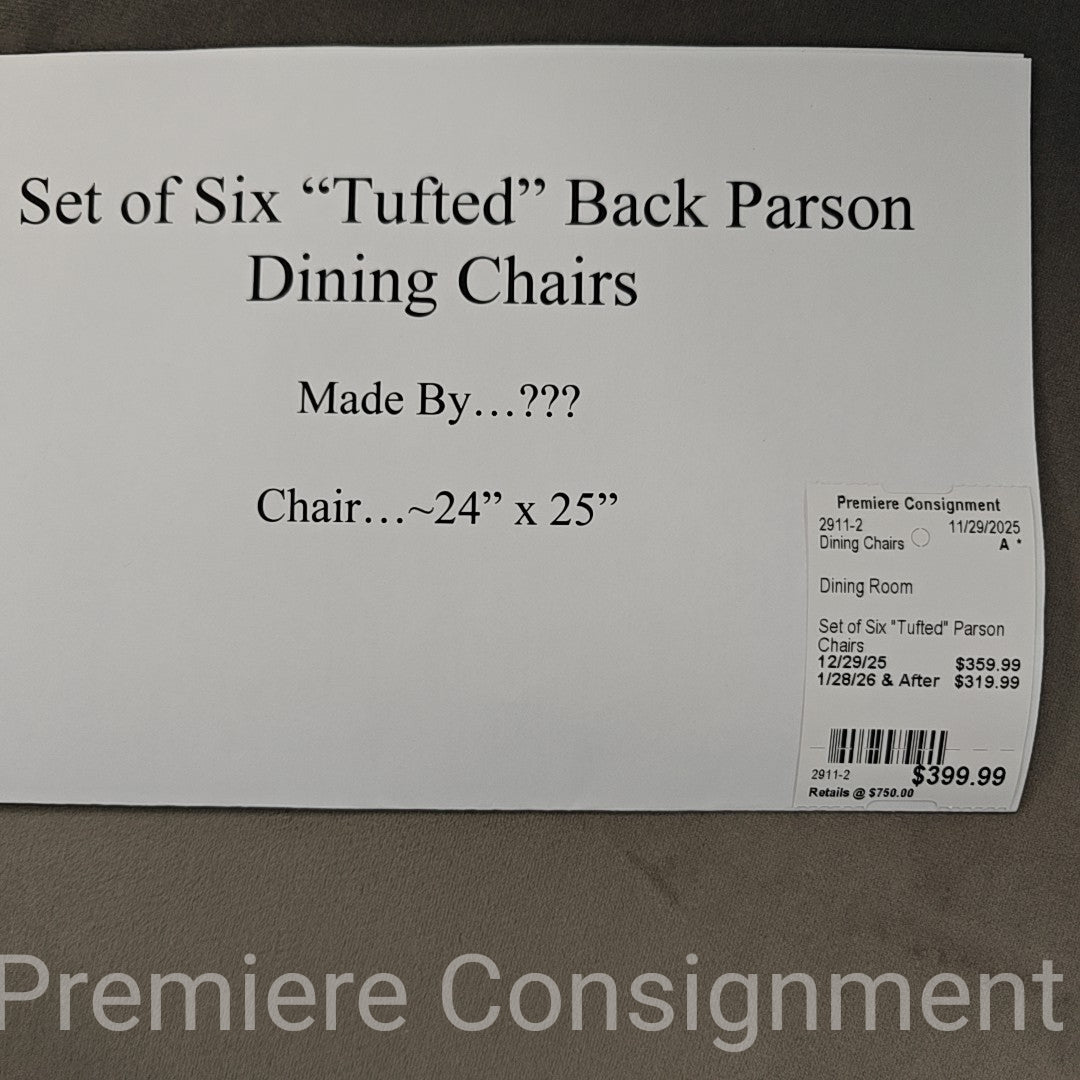 Set of Six “Tufted” Back Parson
Dining Chairs
Made By…???
Chair…~24” x 25”
Premiere Consignment
2911-2 11/29/2025
Dining Chairs A *
Dining Room
Set of Six "Tufted" Parson
Chairs
12/29/25 $359.99
1/28/26 & After $319.99
2911-2 $399.99
Retails @ $750.00
Premiere Consignment